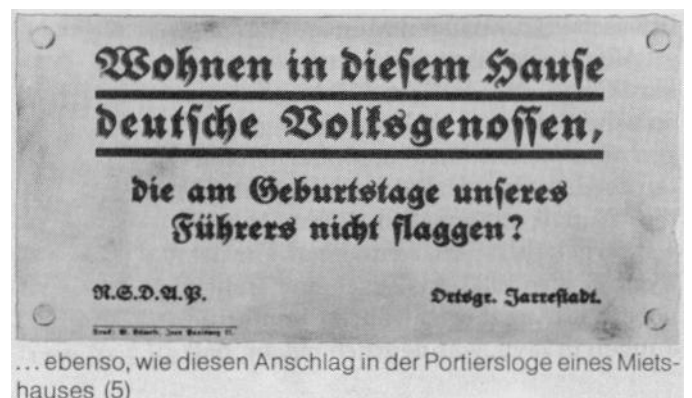 Wohnen in diesem Hause
deutsche Volksgenossen,
die am Geburtstage unseres
Führers nicht flaggen?
N.S.D.A.P. Ortsgr. Jarrestadt.
Druck:
... ebenso, wie diesen Anschlag in der Portiersloge eines Miets-
hauses (5)